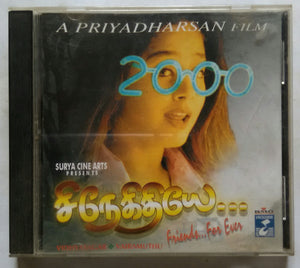 A PRIYADHARSAN FILM
2000
SURYA CINE ARTS
PRESENTS
சிநேகிதியே...
Friends...For Ever